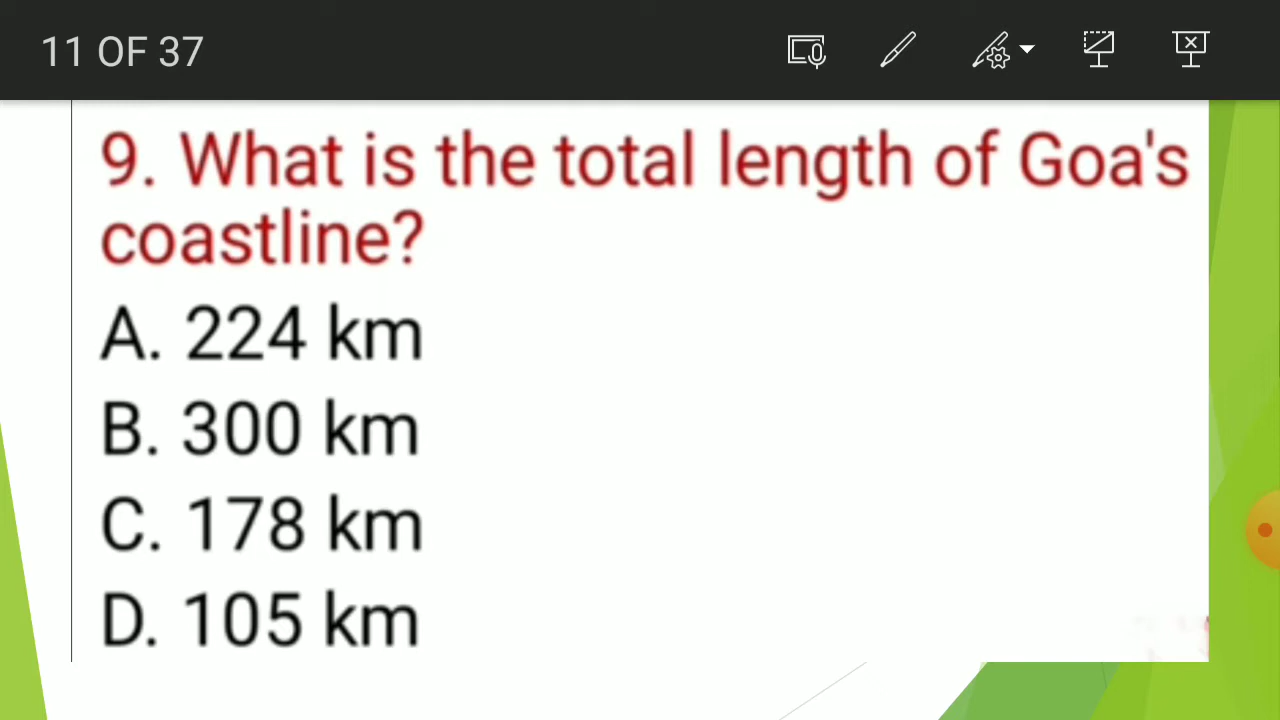 11 OF 37
9. What is the total length of Goa's
coastline?
A. 224 km
B. 300 km
C. 178 km
D. 105 km